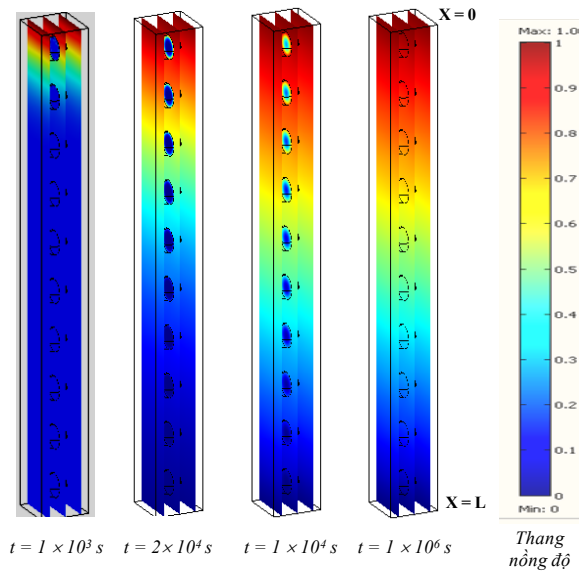 X = 0
Max: 1.00
1
0.9
0.8
0.7
0.6
0.5
0.4
0.3
0.2
0.1
0
Min: 0
X = L
t = 1 × 10³ s
t = 2× 10⁴ s
t = 1 × 10⁴ s
t = 1 × 10⁶ s
Thang
nồng độ